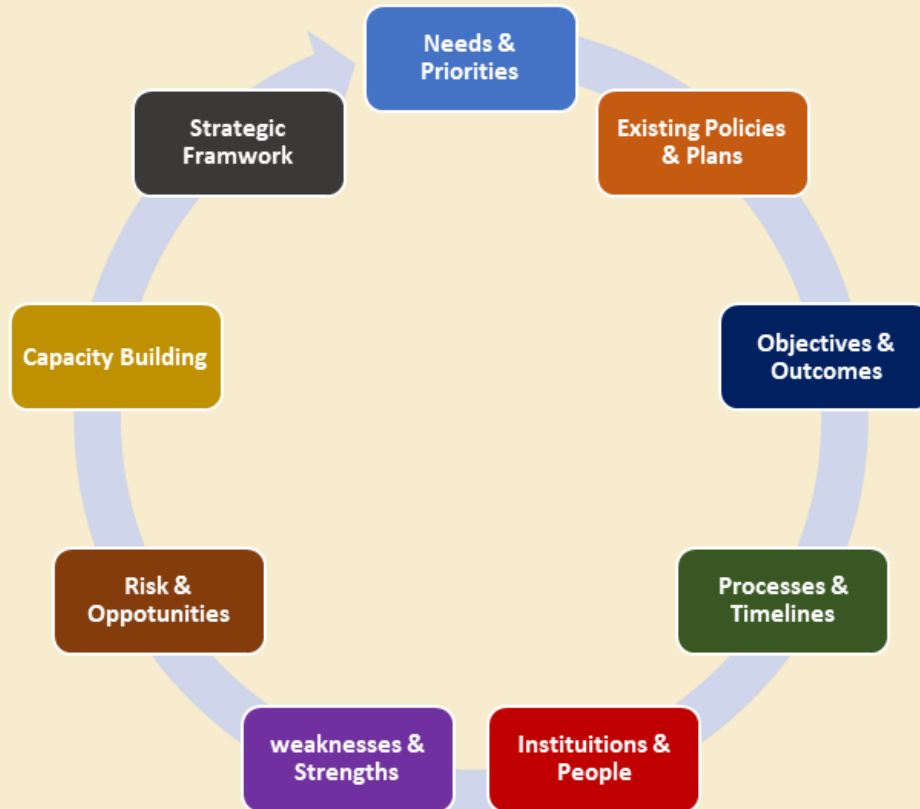 Needs &
Priorities
Existing Policies
& Plans
Objectives &
Outcomes
Processes &
Timelines
Instituitions &
People
weaknesses &
Strengths
Risk &
Oppotunities
Capacity Building
Strategic
Framwork